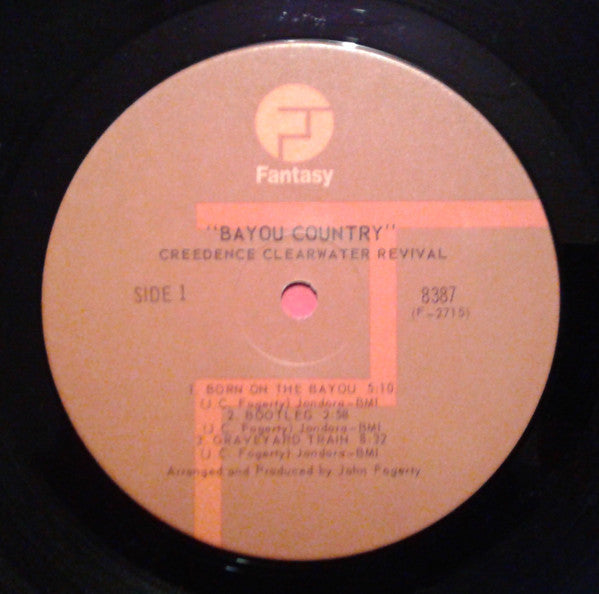 Fantasy
"BAYOU COUNTRY"
CREEDENCE CLEARWATER REVIVAL
SIDE 1
8387
(F-2715)
1. BORN ON THE BAYOU 5:10
(J. C. Fogerty) Jondora-BMI
2. BOOTLEG 2:58
(J. C. Fogerty) Jondora-BMI
3. GRAVEYARD TRAIN 8:32
(J. C. Fogerty) Jondora-BMI
Arranged and Produced by John Fogerty